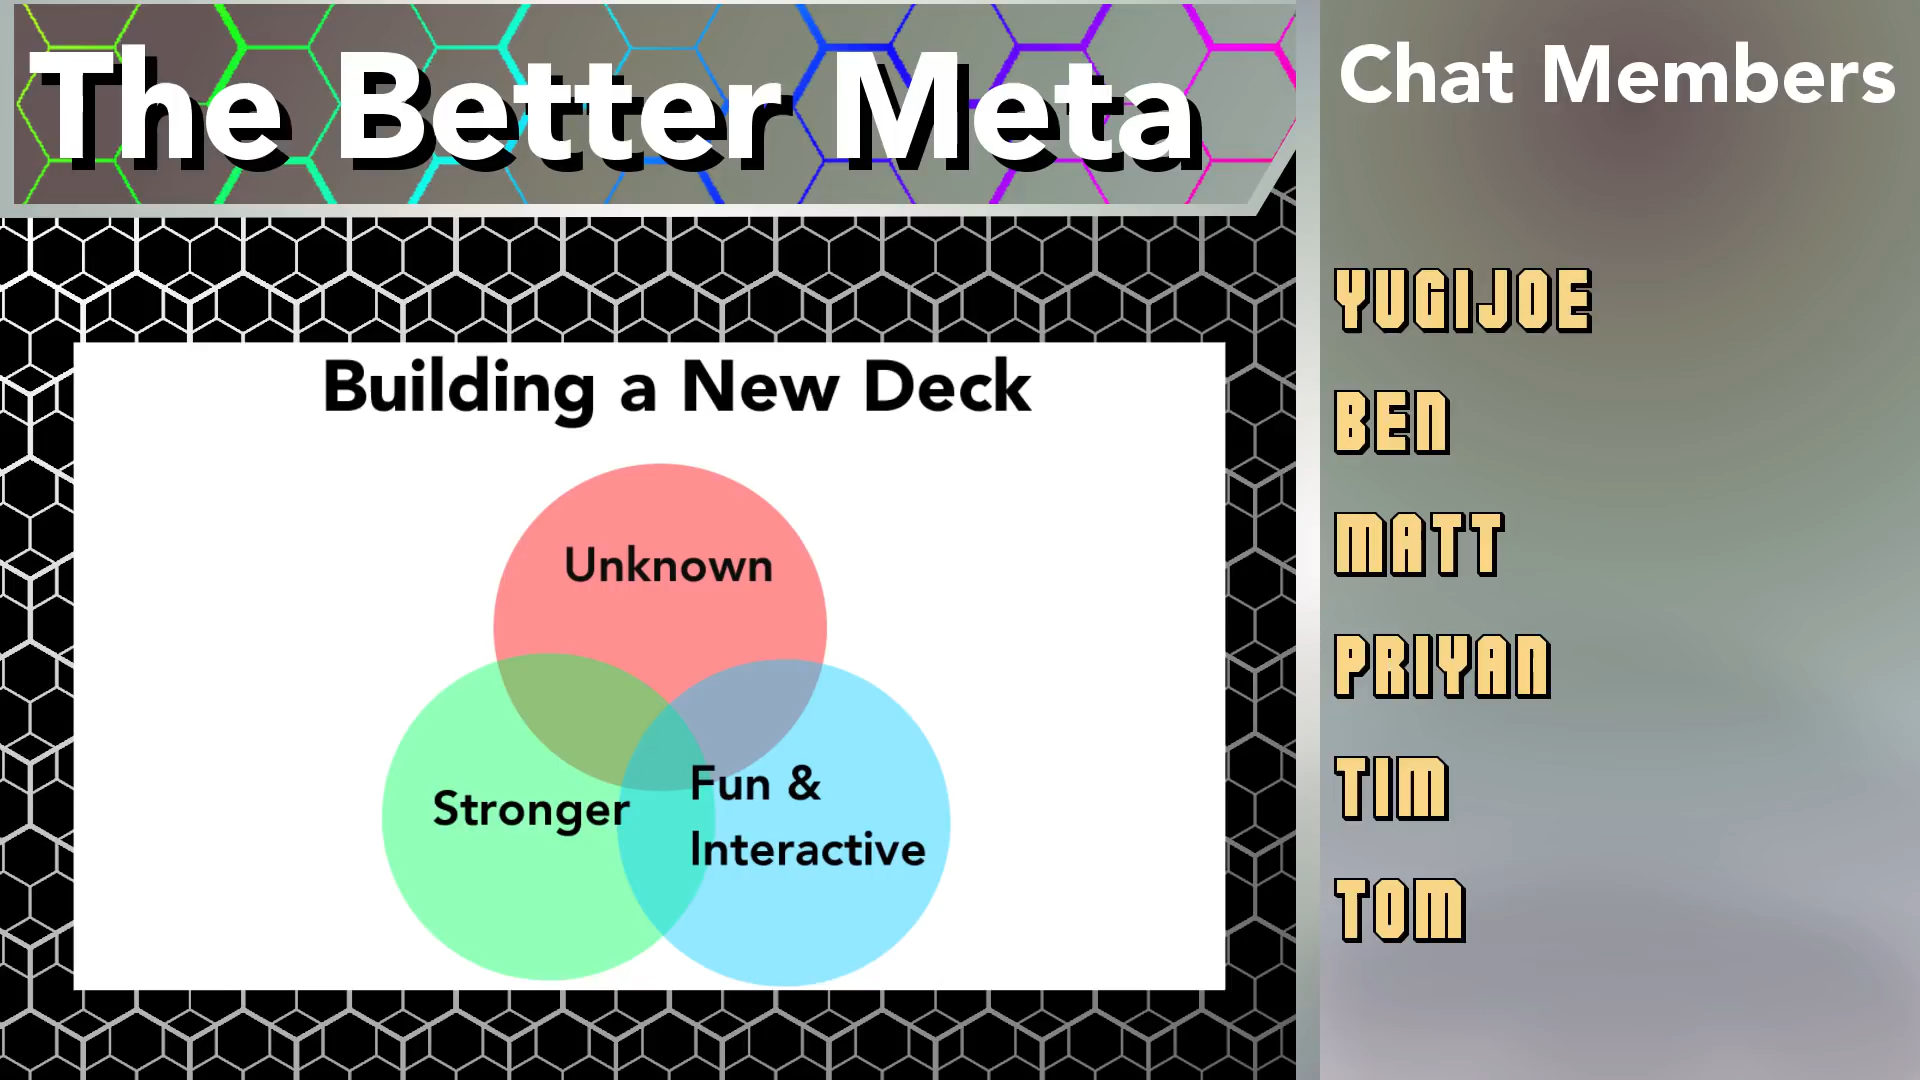 The Better Meta
Chat Members
Building a New Deck
Unknown
Stronger
Fun &
Interactive
YUGIJOE
BEN
MATT
PRIYAN
TIM
TOM